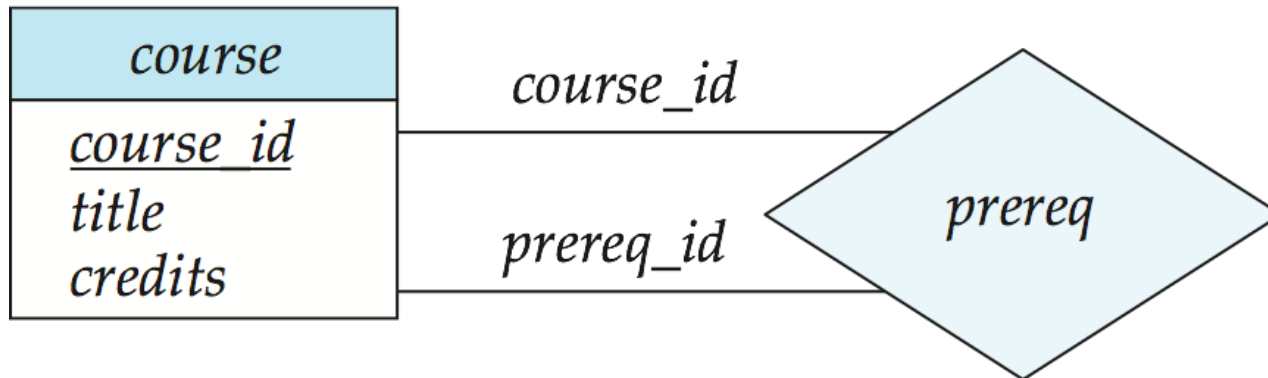 course
course_id
title
credits
course_id
prereq_id
prereq